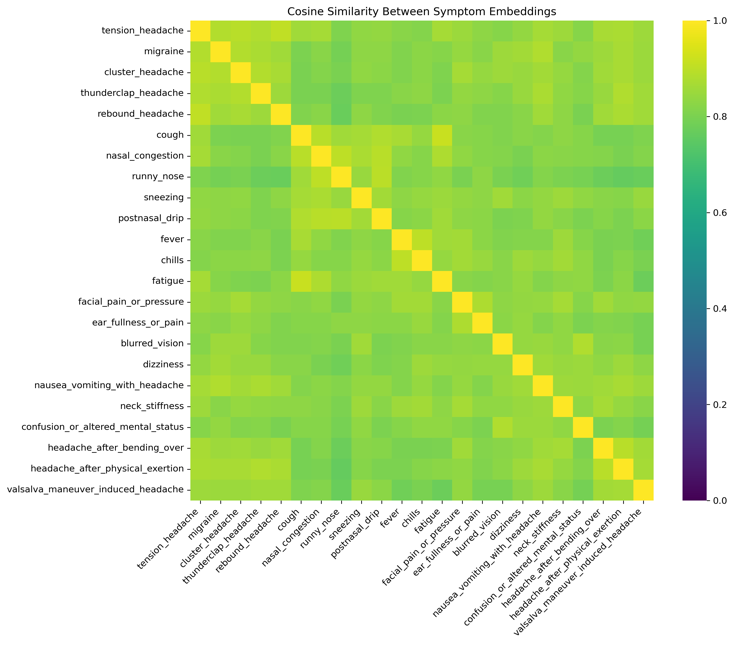 Cosine Similarity Between Symptom Embeddings
tension_headache
migraine
cluster_headache
thunderclap_headache
rebound_headache
cough
nasal_congestion
runny_nose
sneezing
postnasal_drip
fever
chills
fatigue
facial_pain_or_pressure
ear_fullness_or_pain
blurred_vision
dizziness
nausea_vomiting_with_headache
neck_stiffness
confusion_or_altered_mental_status
headache_after_bending_over
headache_after_physical_exertion
valsalva_maneuver_induced_headache
tension_headache
migraine
cluster_headache
thunderclap_headache
rebound_headache
cough
nasal_congestion
runny_nose
sneezing
postnasal_drip
fever
chills
fatigue
facial_pain_or_pressure
ear_fullness_or_pain
blurred_vision
dizziness
nausea_vomiting_with_headache
neck_stiffness
confusion_or_altered_mental_status
headache_after_bending_over
headache_after_physical_exertion
valsalva_maneuver_induced_headache
1.0
0.8
0.6
0.4
0.2
0.0